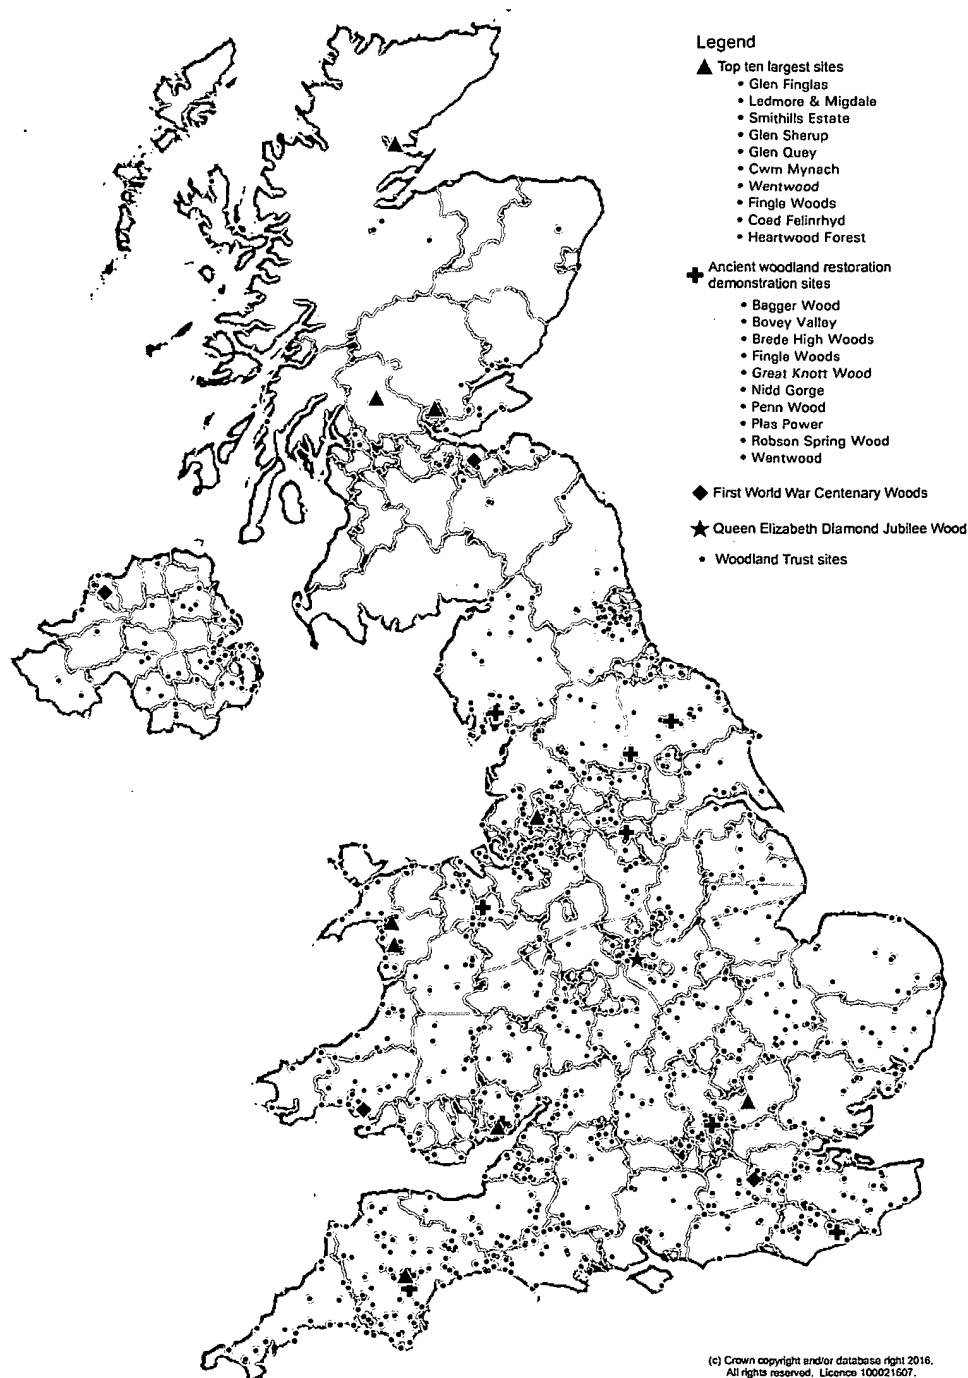 Legend
▲ Top ten largest sites
• Glen Finglas
• Ledmore & Migdale
• Smithills Estate
• Glen Sherup
• Glen Quey
• Cwm Mynach
• Wentwood
• Fingle Woods
• Coed Felinrhyd
• Heartwood Forest
✚ Ancient woodland restoration
demonstration sites
• Bagger Wood
• Bovey Valley
• Brede High Woods
• Fingle Woods
• Great Knott Wood
• Nidd Gorge
• Penn Wood
• Plas Power
• Robson Spring Wood
• Wentwood
◆ First World War Centenary Woods
★ Queen Elizabeth Diamond Jubilee Wood
• Woodland Trust sites
(c) Crown copyright and/or database right 2016.
All rights reserved. Licence 100021607.